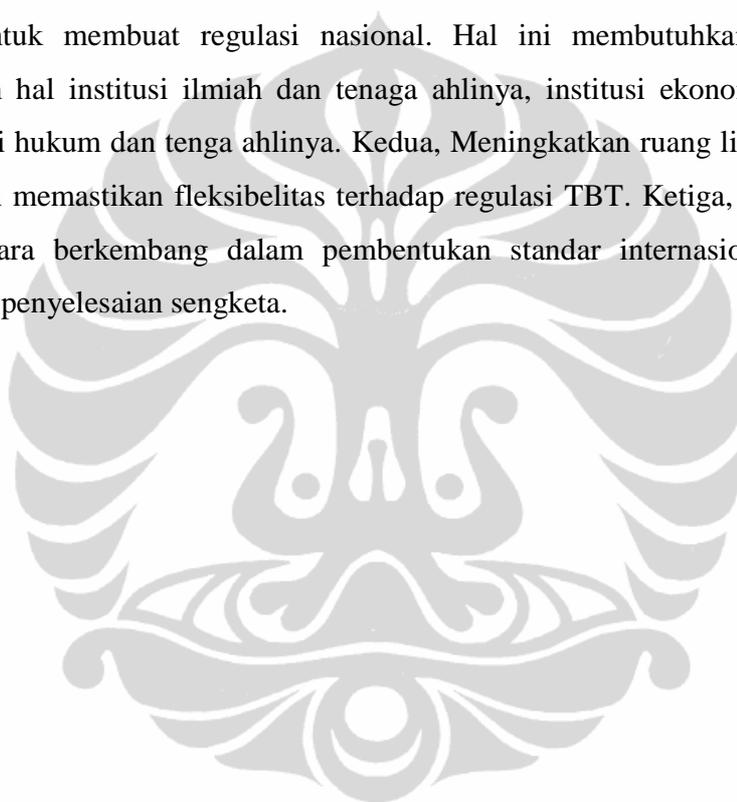 ntuk membuat regulasi nasional. Hal ini membutuhkan
hal institusi ilmiah dan tenaga ahlinya, institusi ekono
i hukum dan tenga ahlinya. Kedua, Meningkatkan ruang li
memastikan fleksibelitas terhadap regulasi TBT. Ketiga,
ara berkembang dalam pembentukan standar internasio
penyelesaian sengketa.